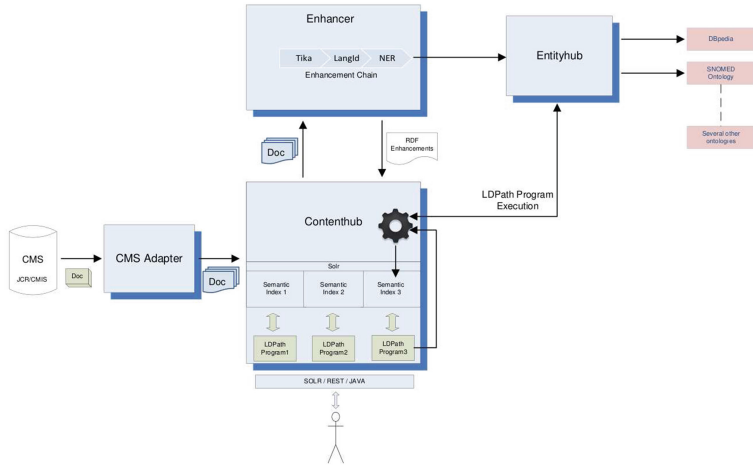 Enhancer
Tika
LangId
NER
Enhancement Chain
Entityhub
DBpedia
SNOMED
Ontology
Several other
ontologies
Doc
RDF
Enhancements
LDPath Program
Execution
Contenthub
CMS
JCR/CMIS
Doc
CMS Adapter
Doc
Solr
Semantic
Index 1
Semantic
Index 2
Semantic
Index 3
LDPath
Program1
LDPath
Program2
LDPath
Program3
SOLR / REST / JAVA